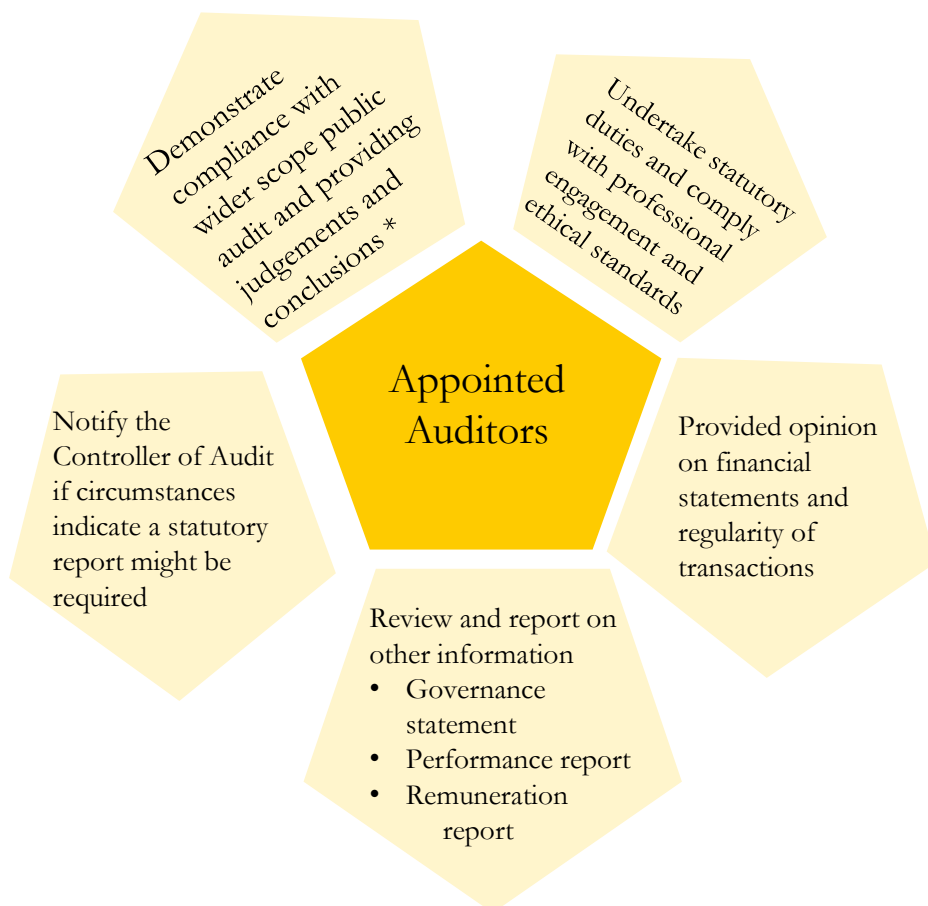 Demonstrate
compliance with
wider scope public
audit and providing
judgements and
conclusions *
Undertake statutory
duties and comply
with professional
engagement and
ethical standards
Appointed
Auditors
Notify the
Controller of Audit
if circumstances
indicate a statutory
report might be
required
Provided opinion
on financial
statements and
regularity of
transactions
Review and report on
other information
• Governance
statement
• Performance report
• Remuneration
report